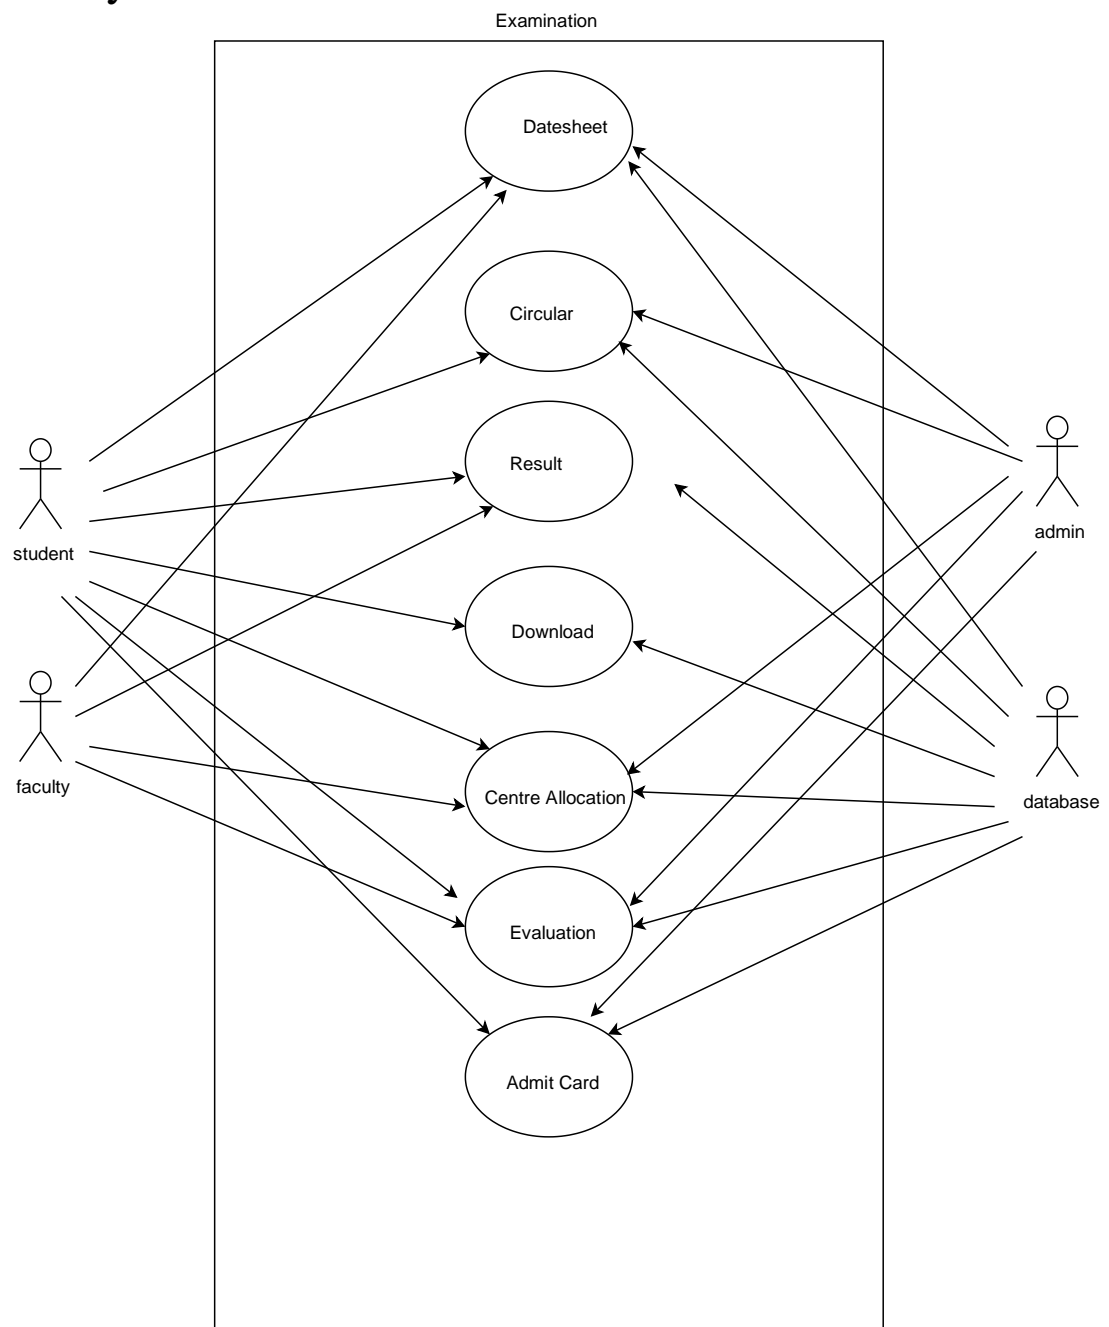 Examination
Datesheet
Circular
Result
student
admin
Download
faculty
Centre Allocation
database
Evaluation
Admit Card